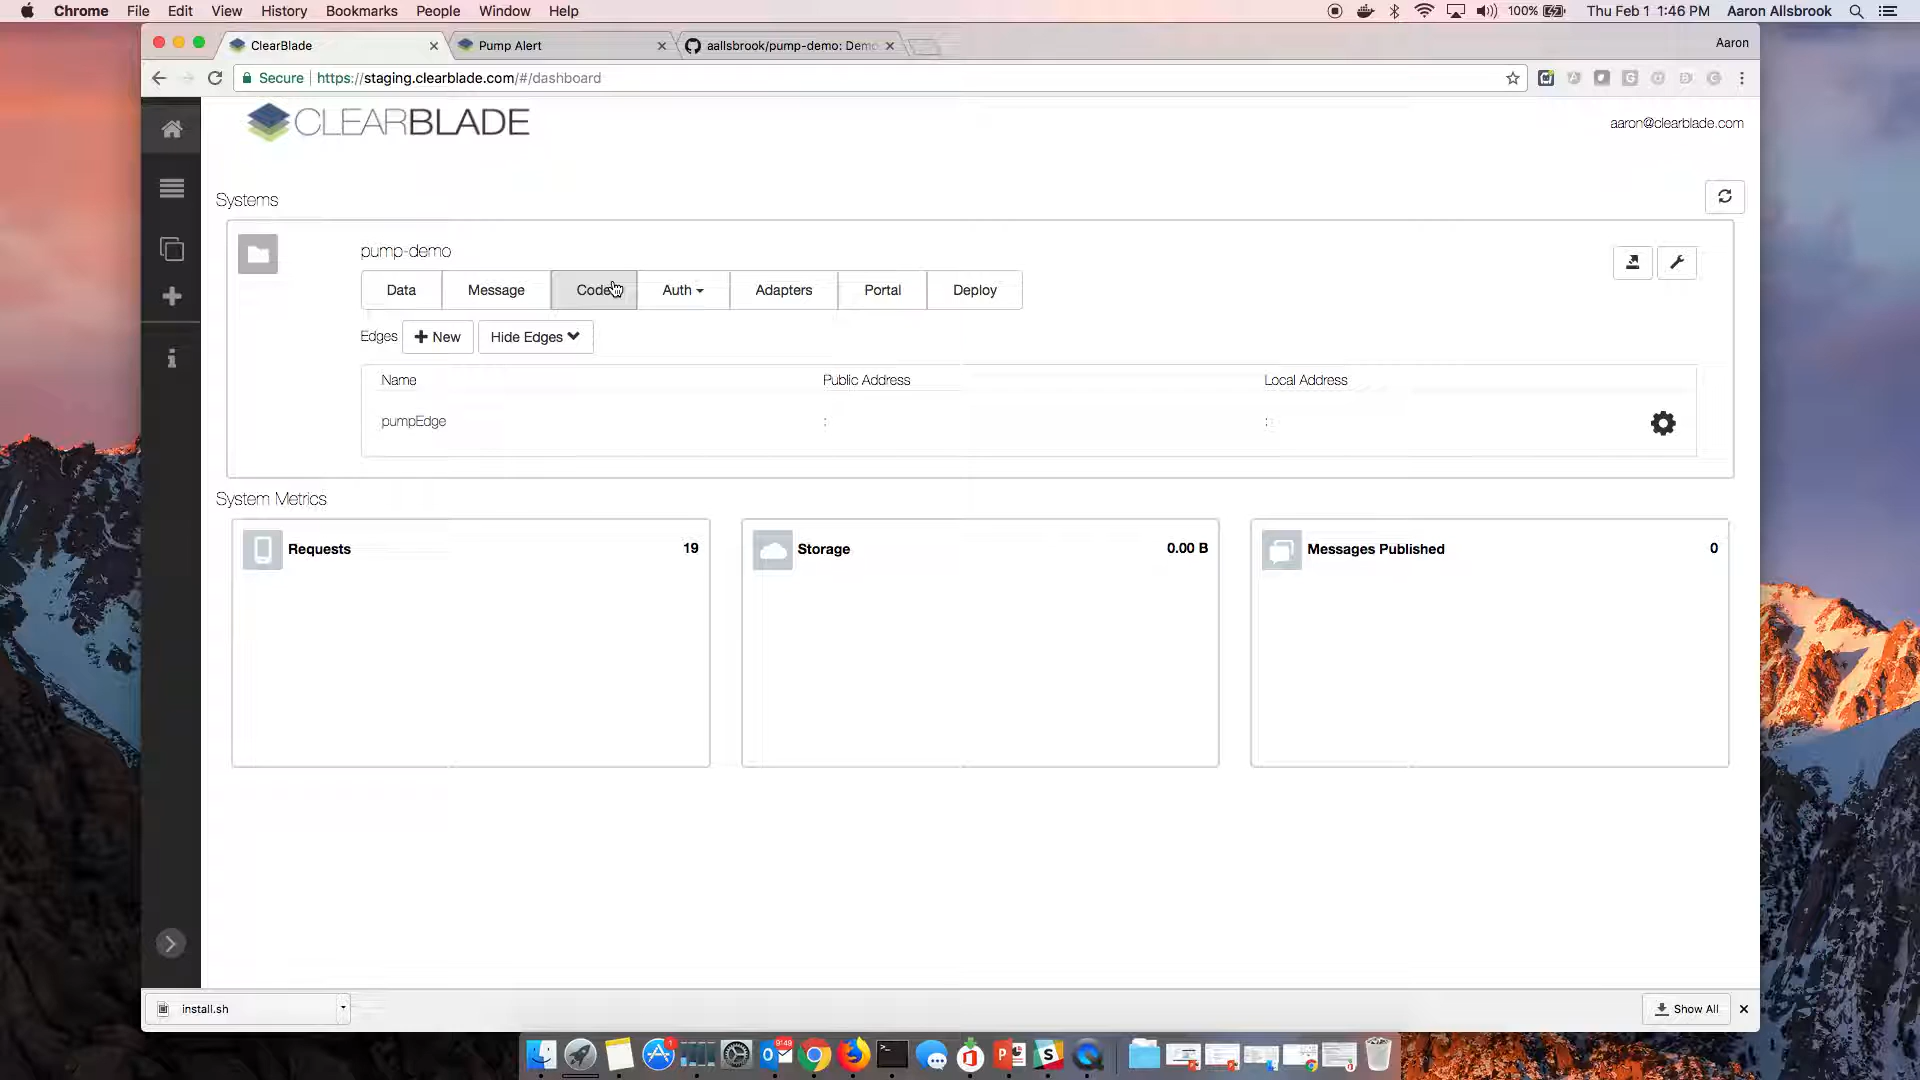 Chrome File Edit View History Bookmarks People Window Help 100% Thu Feb 1 1:46 PM Aaron Allsbrook
ClearBlade Pump Alert aallsbrook/pump-demo: Demo Aaron
Secure https://staging.clearblade.com/#/dashboard
CLEARBLADE aaron@clearblade.com
Systems
pump-demo
Data Message Code Auth Adapters Portal Deploy
Edges New Hide Edges
Name Public Address Local Address
pumpEdge : :
System Metrics
Requests 19 Storage 0.00 B Messages Published 0
install.sh Show All